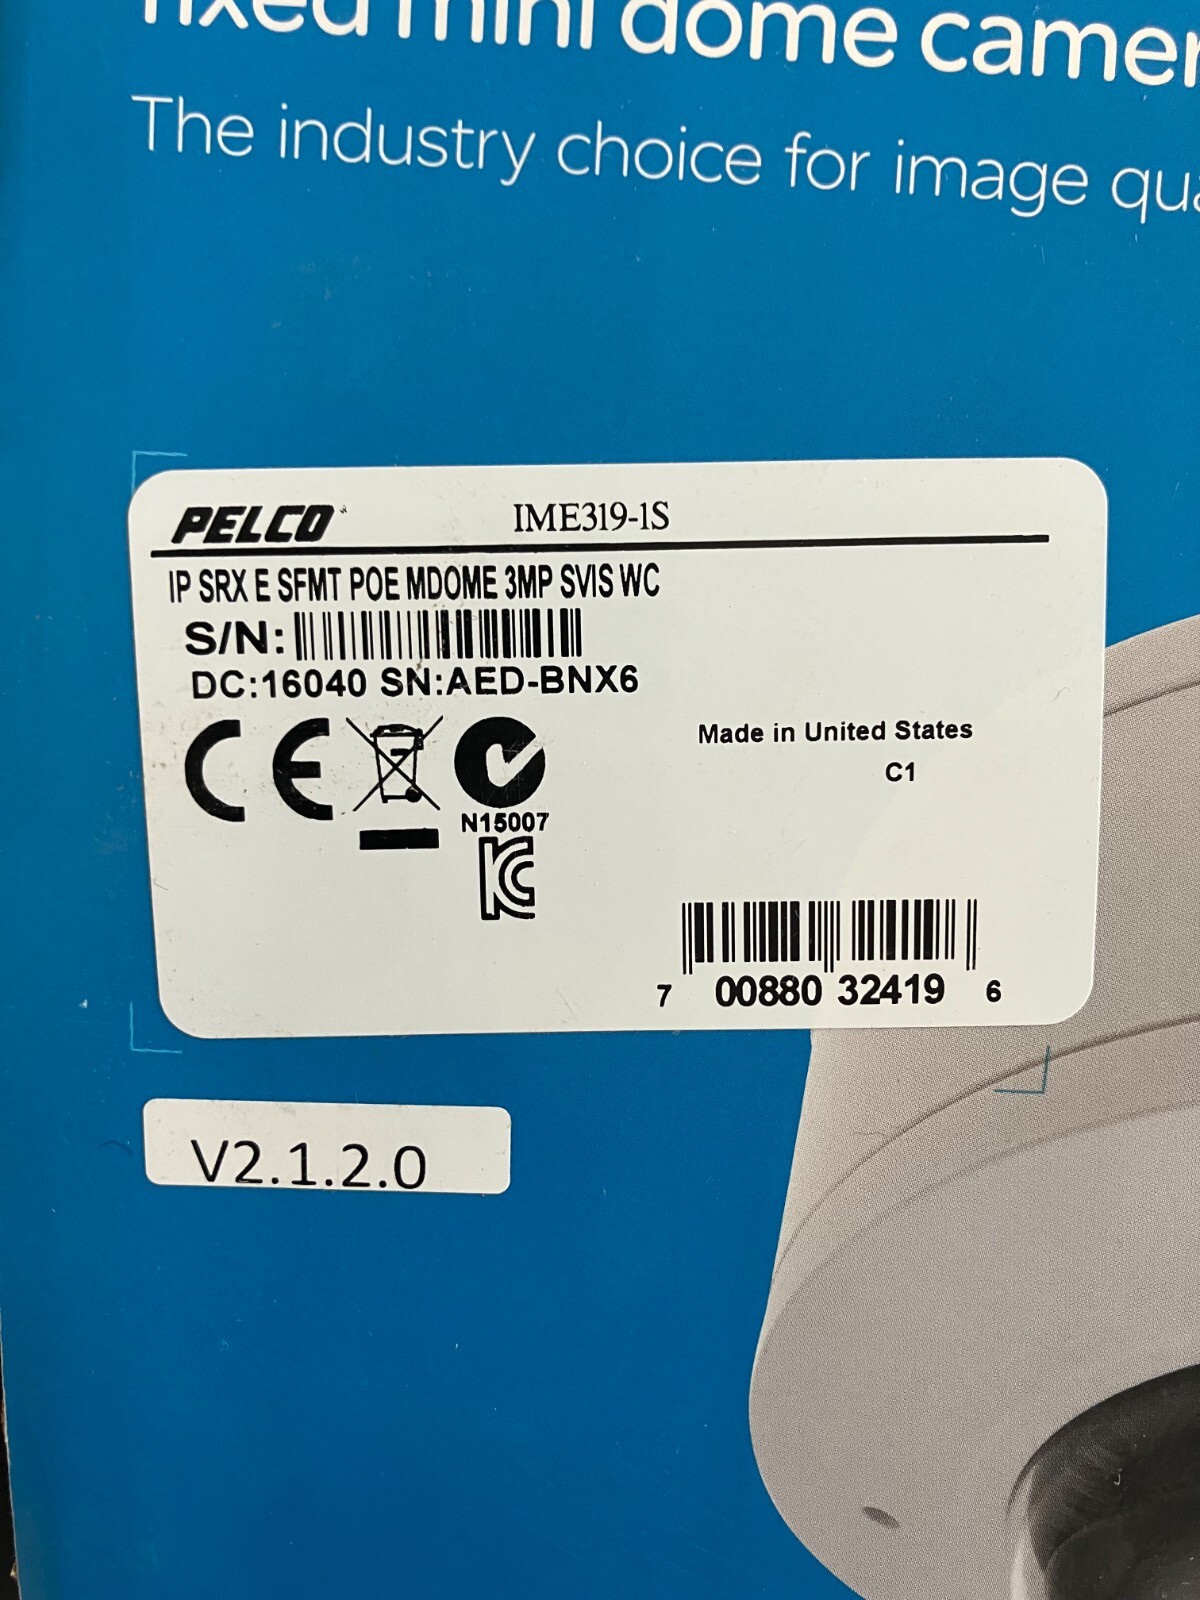 fixed mini dome
The industry choice for image
PELCO IME319-1S
IP SRX E SFMT POE MDOME 3MP SVIS WC
S/N:
DC:16040 SN:AED-BNX6
CE
Made in United States
C1
N15007
7 00880 32419 6
V2.1.2.0